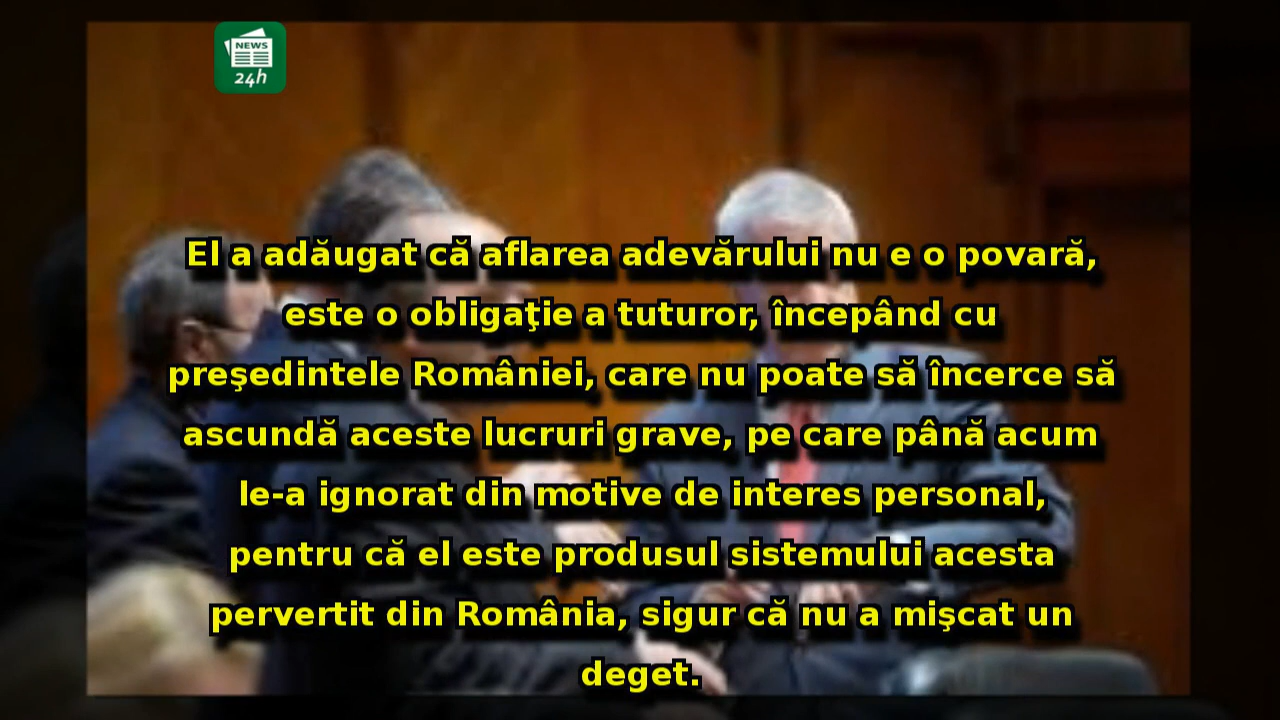 NEWS
24h
El a adăugat că aflarea adevărului nu e o povară,
este o obligaţie a tuturor, începând cu
preşedintele României, care nu poate să încerce să
ascundă aceste lucruri grave, pe care până acum
le-a ignorat din motive de interes personal,
pentru că el este produsul sistemului acesta
pervertit din România, sigur că nu a mişcat un
deget.